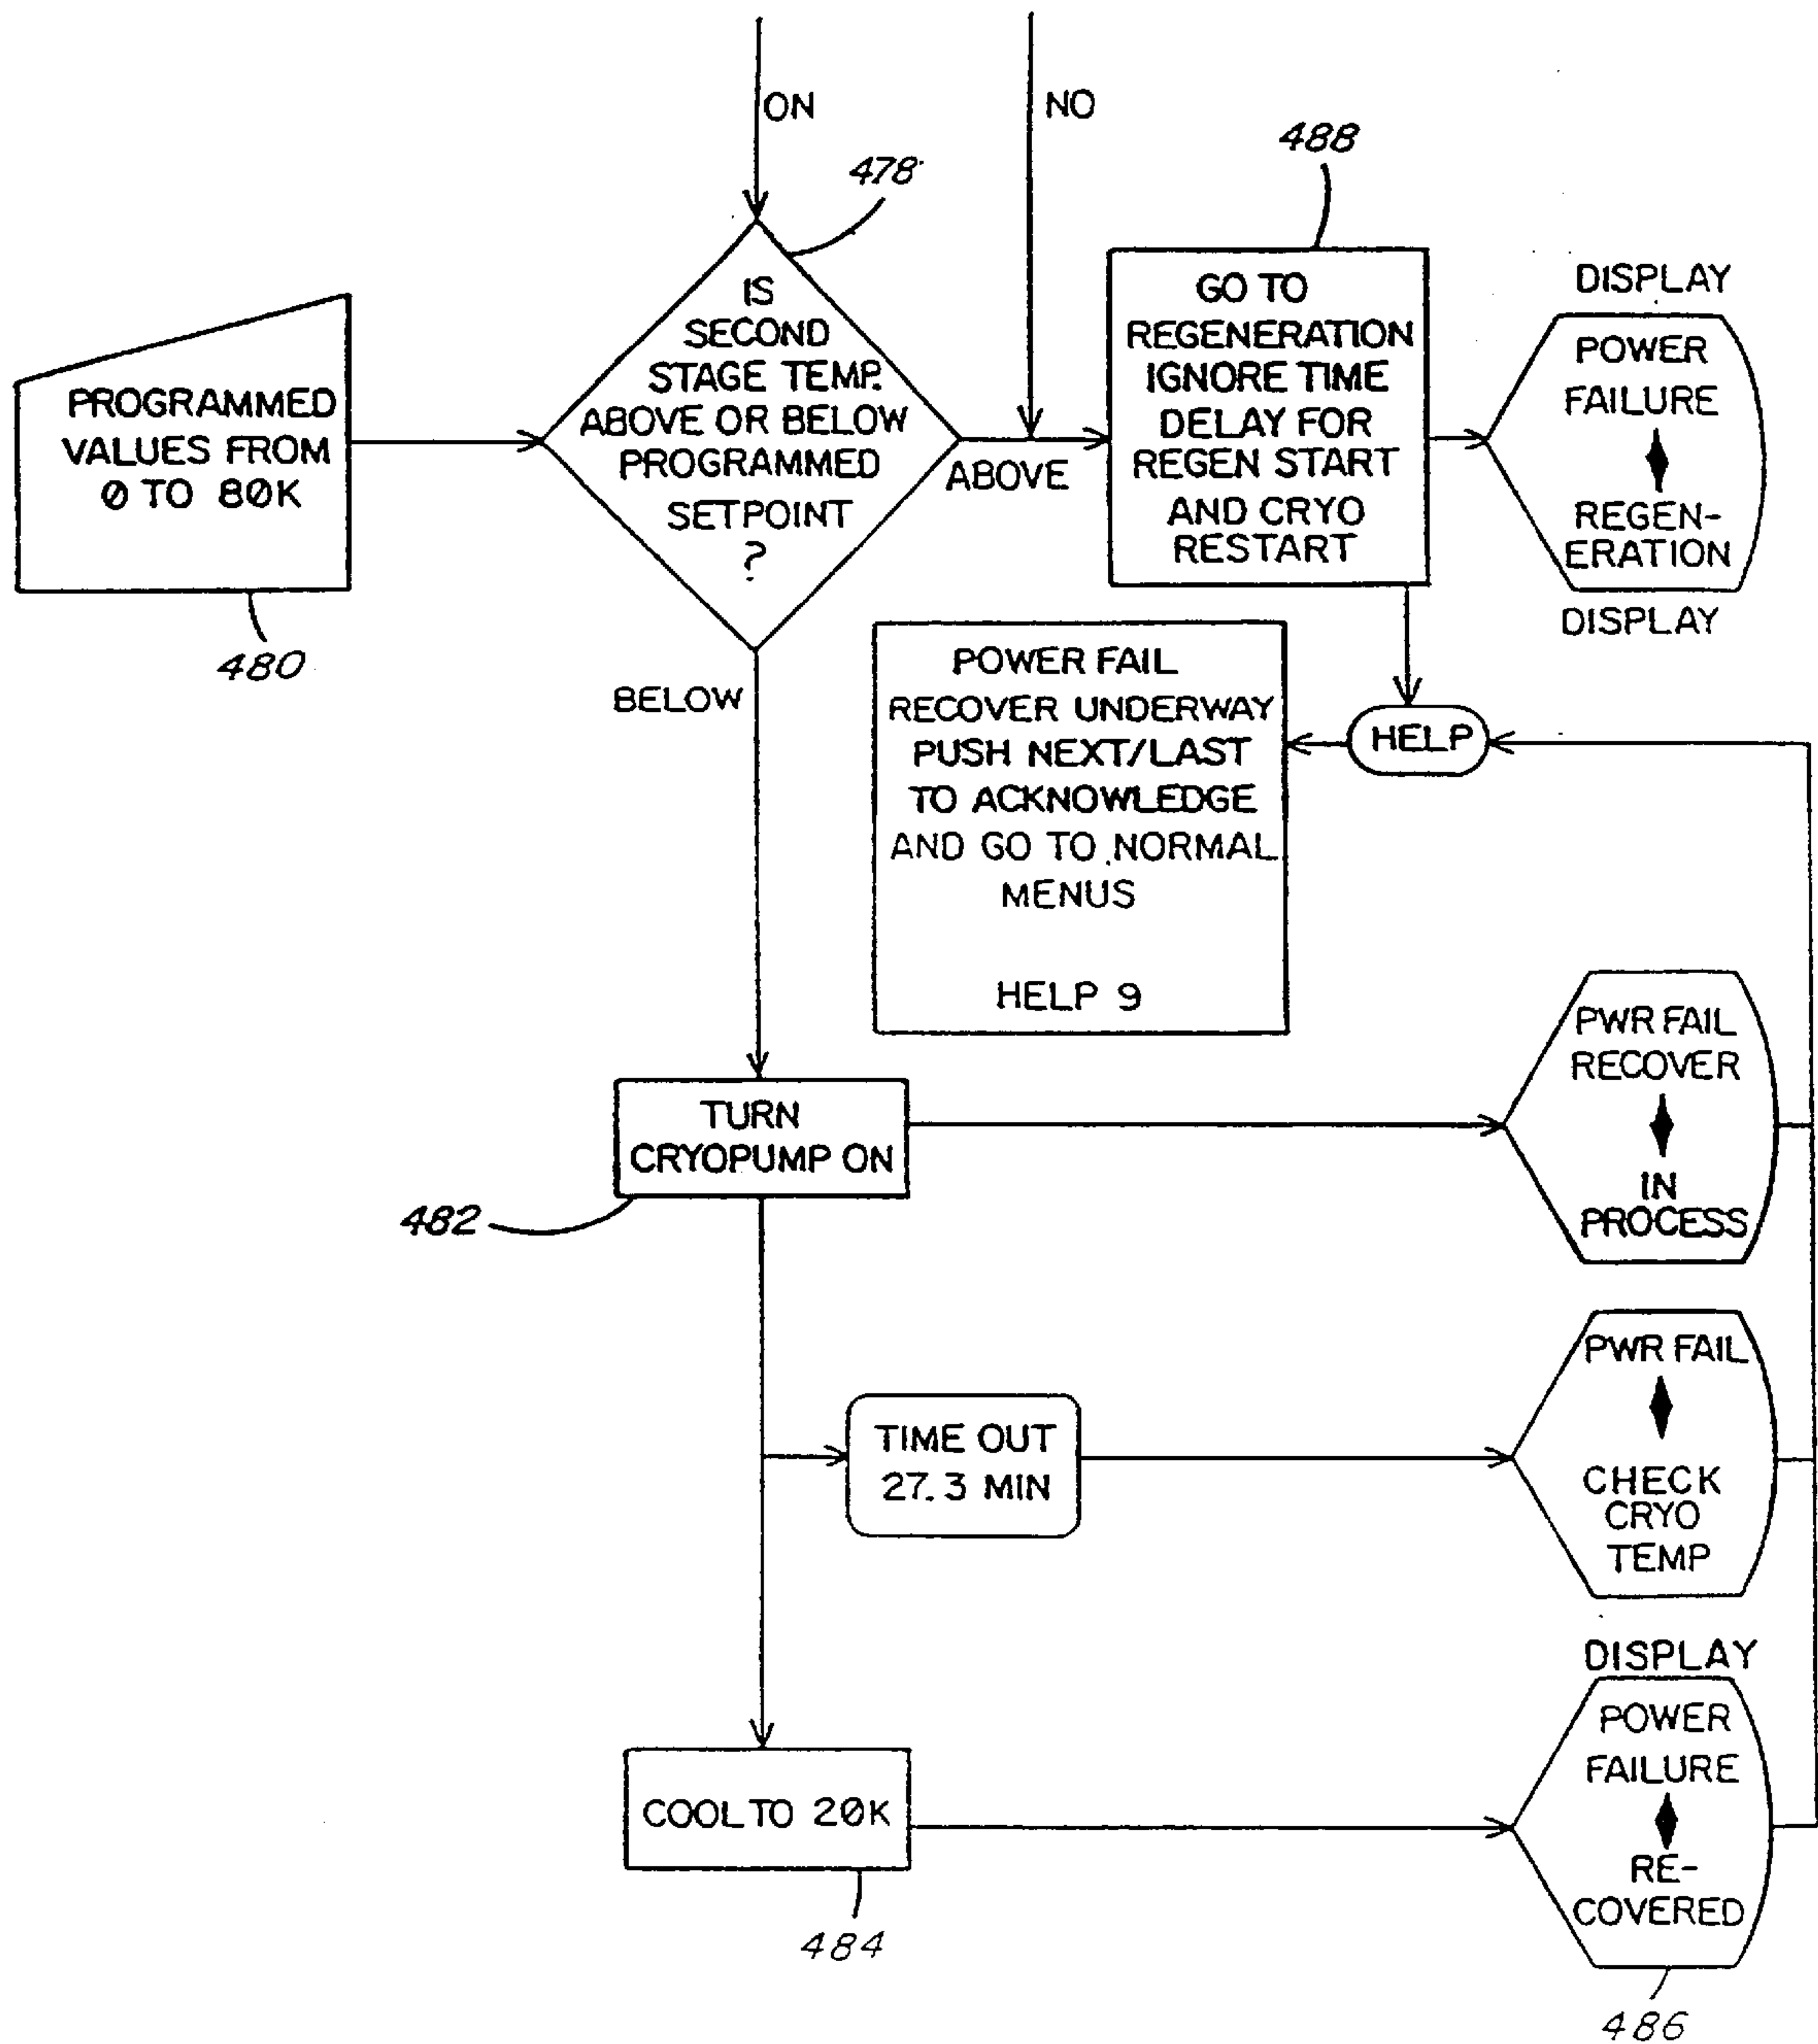 ON
NO
478
488
PROGRAMMED
VALUES FROM
0 TO 80K
480
IS
SECOND
STAGE TEMP.
ABOVE OR BELOW
PROGRAMMED
SETPOINT
?
ABOVE
BELOW
GO TO
REGENERATION
IGNORE TIME
DELAY FOR
REGEN START
AND CRYO
RESTART
DISPLAY
POWER
FAILURE
REGEN-
ERATION
DISPLAY
HELP
POWER FAIL
RECOVER UNDERWAY
PUSH NEXT/LAST
TO ACKNOWLEDGE
AND GO TO NORMAL
MENUS
HELP 9
TURN
CRYOPUMP ON
482
PWR FAIL
RECOVER
IN
PROCESS
TIME OUT
27.3 MIN
PWR FAIL
CHECK
CRYO
TEMP
COOL TO 20K
484
DISPLAY
POWER
FAILURE
RE-
COVERED
486